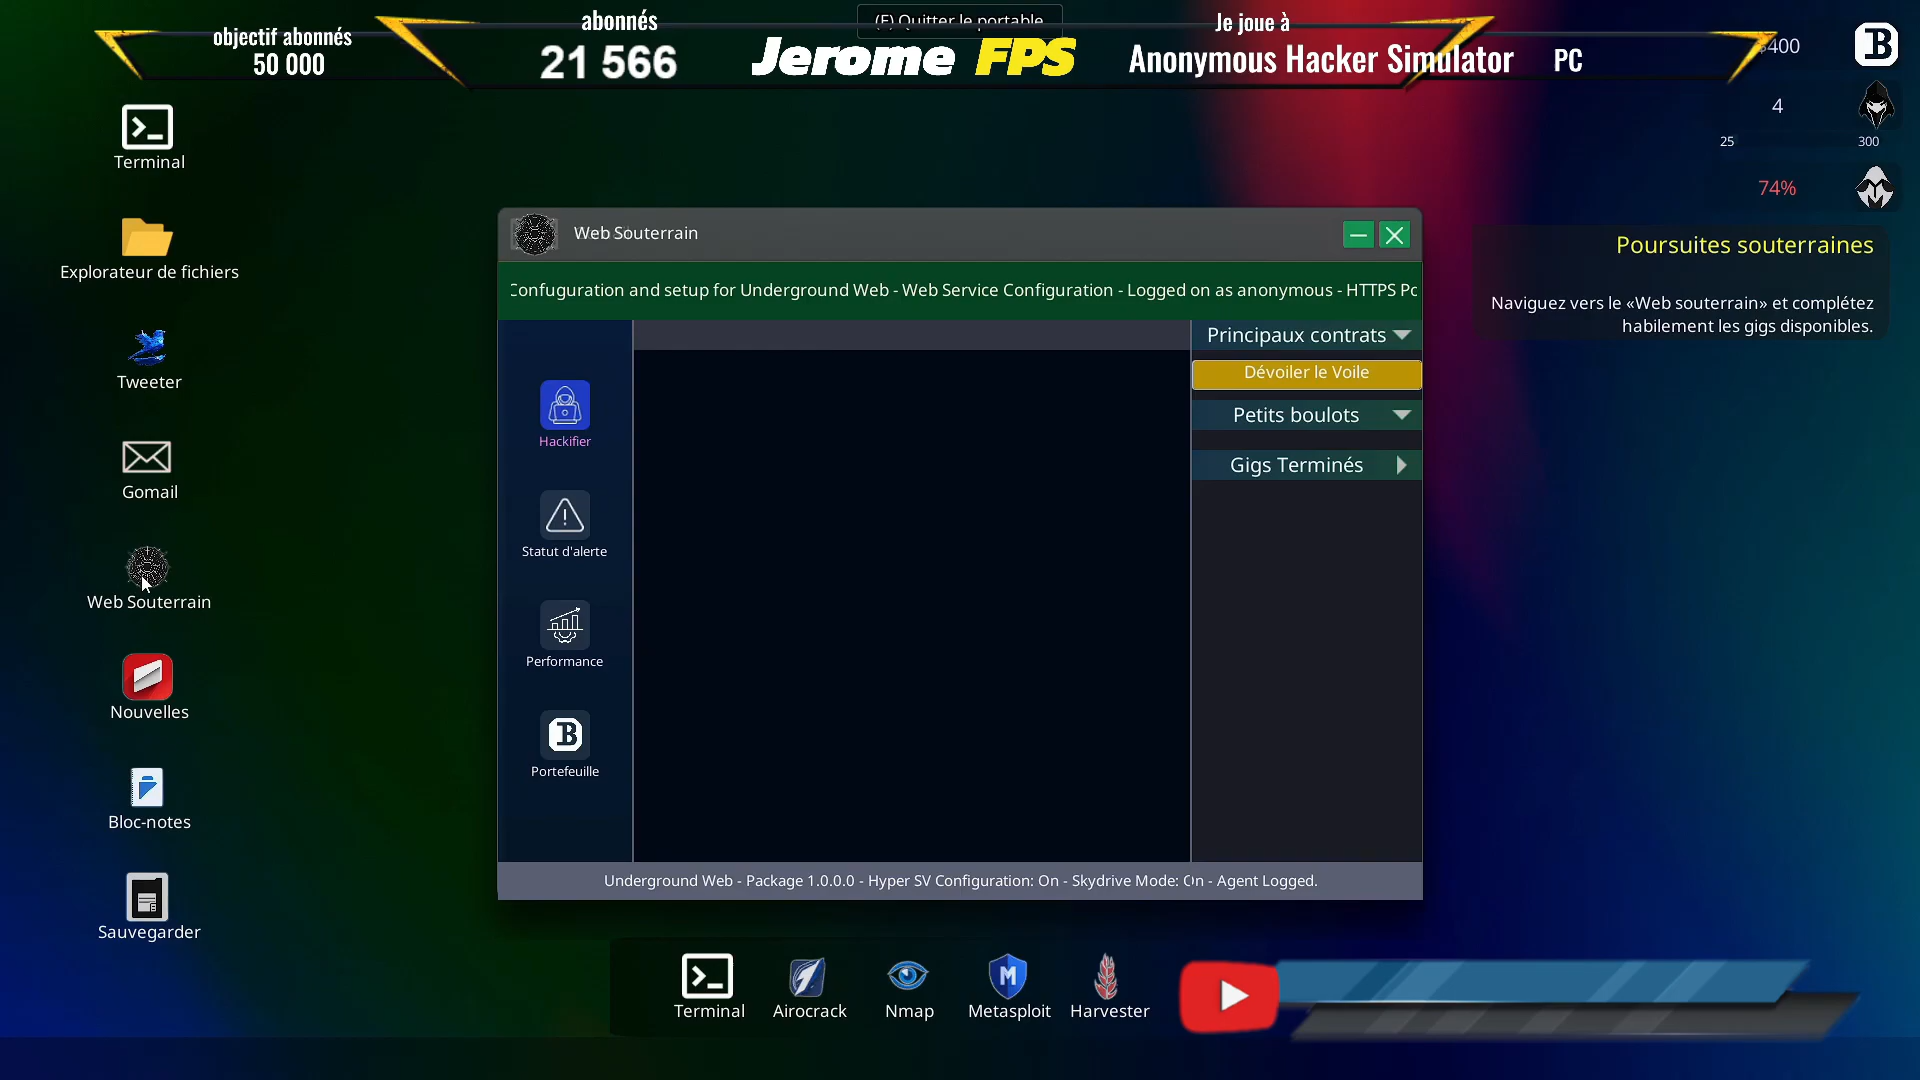 (F) Quitter le portable
objectif abonnés
50 000
abonnés
21 566
Jerome FPS
Je joue à
Anonymous Hacker Simulator
PC
400
4
25
300
74%
Poursuites souterraines
Naviguez vers le «Web souterrain» et complétez
habilement les gigs disponibles.
Terminal
Explorateur de fichiers
Tweeter
Gomail
Web Souterrain
Nouvelles
Bloc-notes
Sauvegarder
Web Souterrain
Confuguration and setup for Underground Web - Web Service Configuration - Logged on as anonymous - HTTPS Po
Hackifier
Statut d'alerte
Performance
Portefeuille
Principaux contrats
Dévoiler le Voile
Petits boulots
Gigs Terminés
Underground Web - Package 1.0.0.0 - Hyper SV Configuration: On - Skydrive Mode: On - Agent Logged.
Terminal
Airocrack
Nmap
Metasploit
Harvester